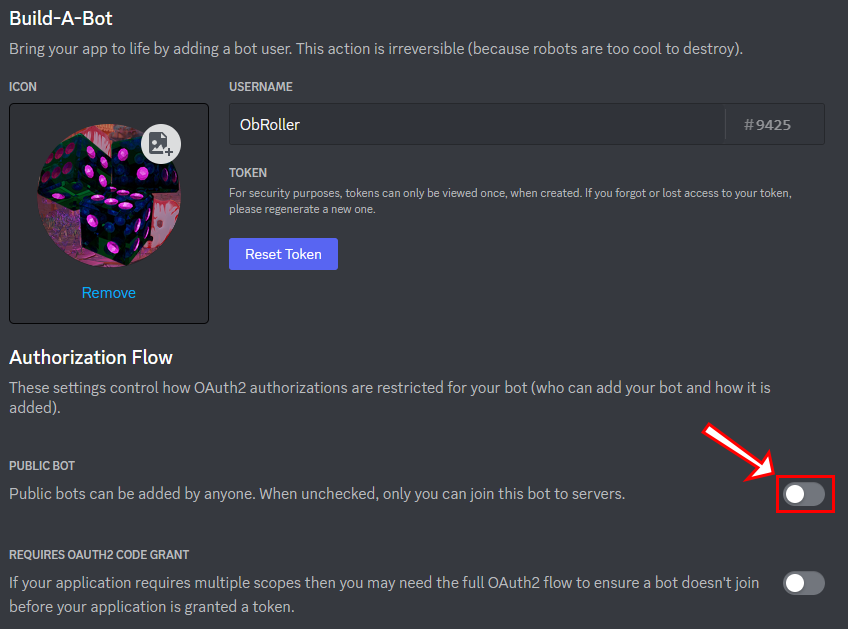 Build-A-Bot
Bring your app to life by adding a bot user. This action is irreversible (because robots are too cool to destroy).
ICON
USERNAME
ObRoller
#9425
TOKEN
For security purposes, tokens can only be viewed once, when created. If you forgot or lost access to your token,
please regenerate a new one.
Reset Token
Remove
Authorization Flow
These settings control how OAuth2 authorizations are restricted for your bot (who can add your bot and how it is
added).
PUBLIC BOT
Public bots can be added by anyone. When unchecked, only you can join this bot to servers.
REQUIRES OAUTH2 CODE GRANT
If your application requires multiple scopes then you may need the full OAuth2 flow to ensure a bot doesn't join
before your application is granted a token.